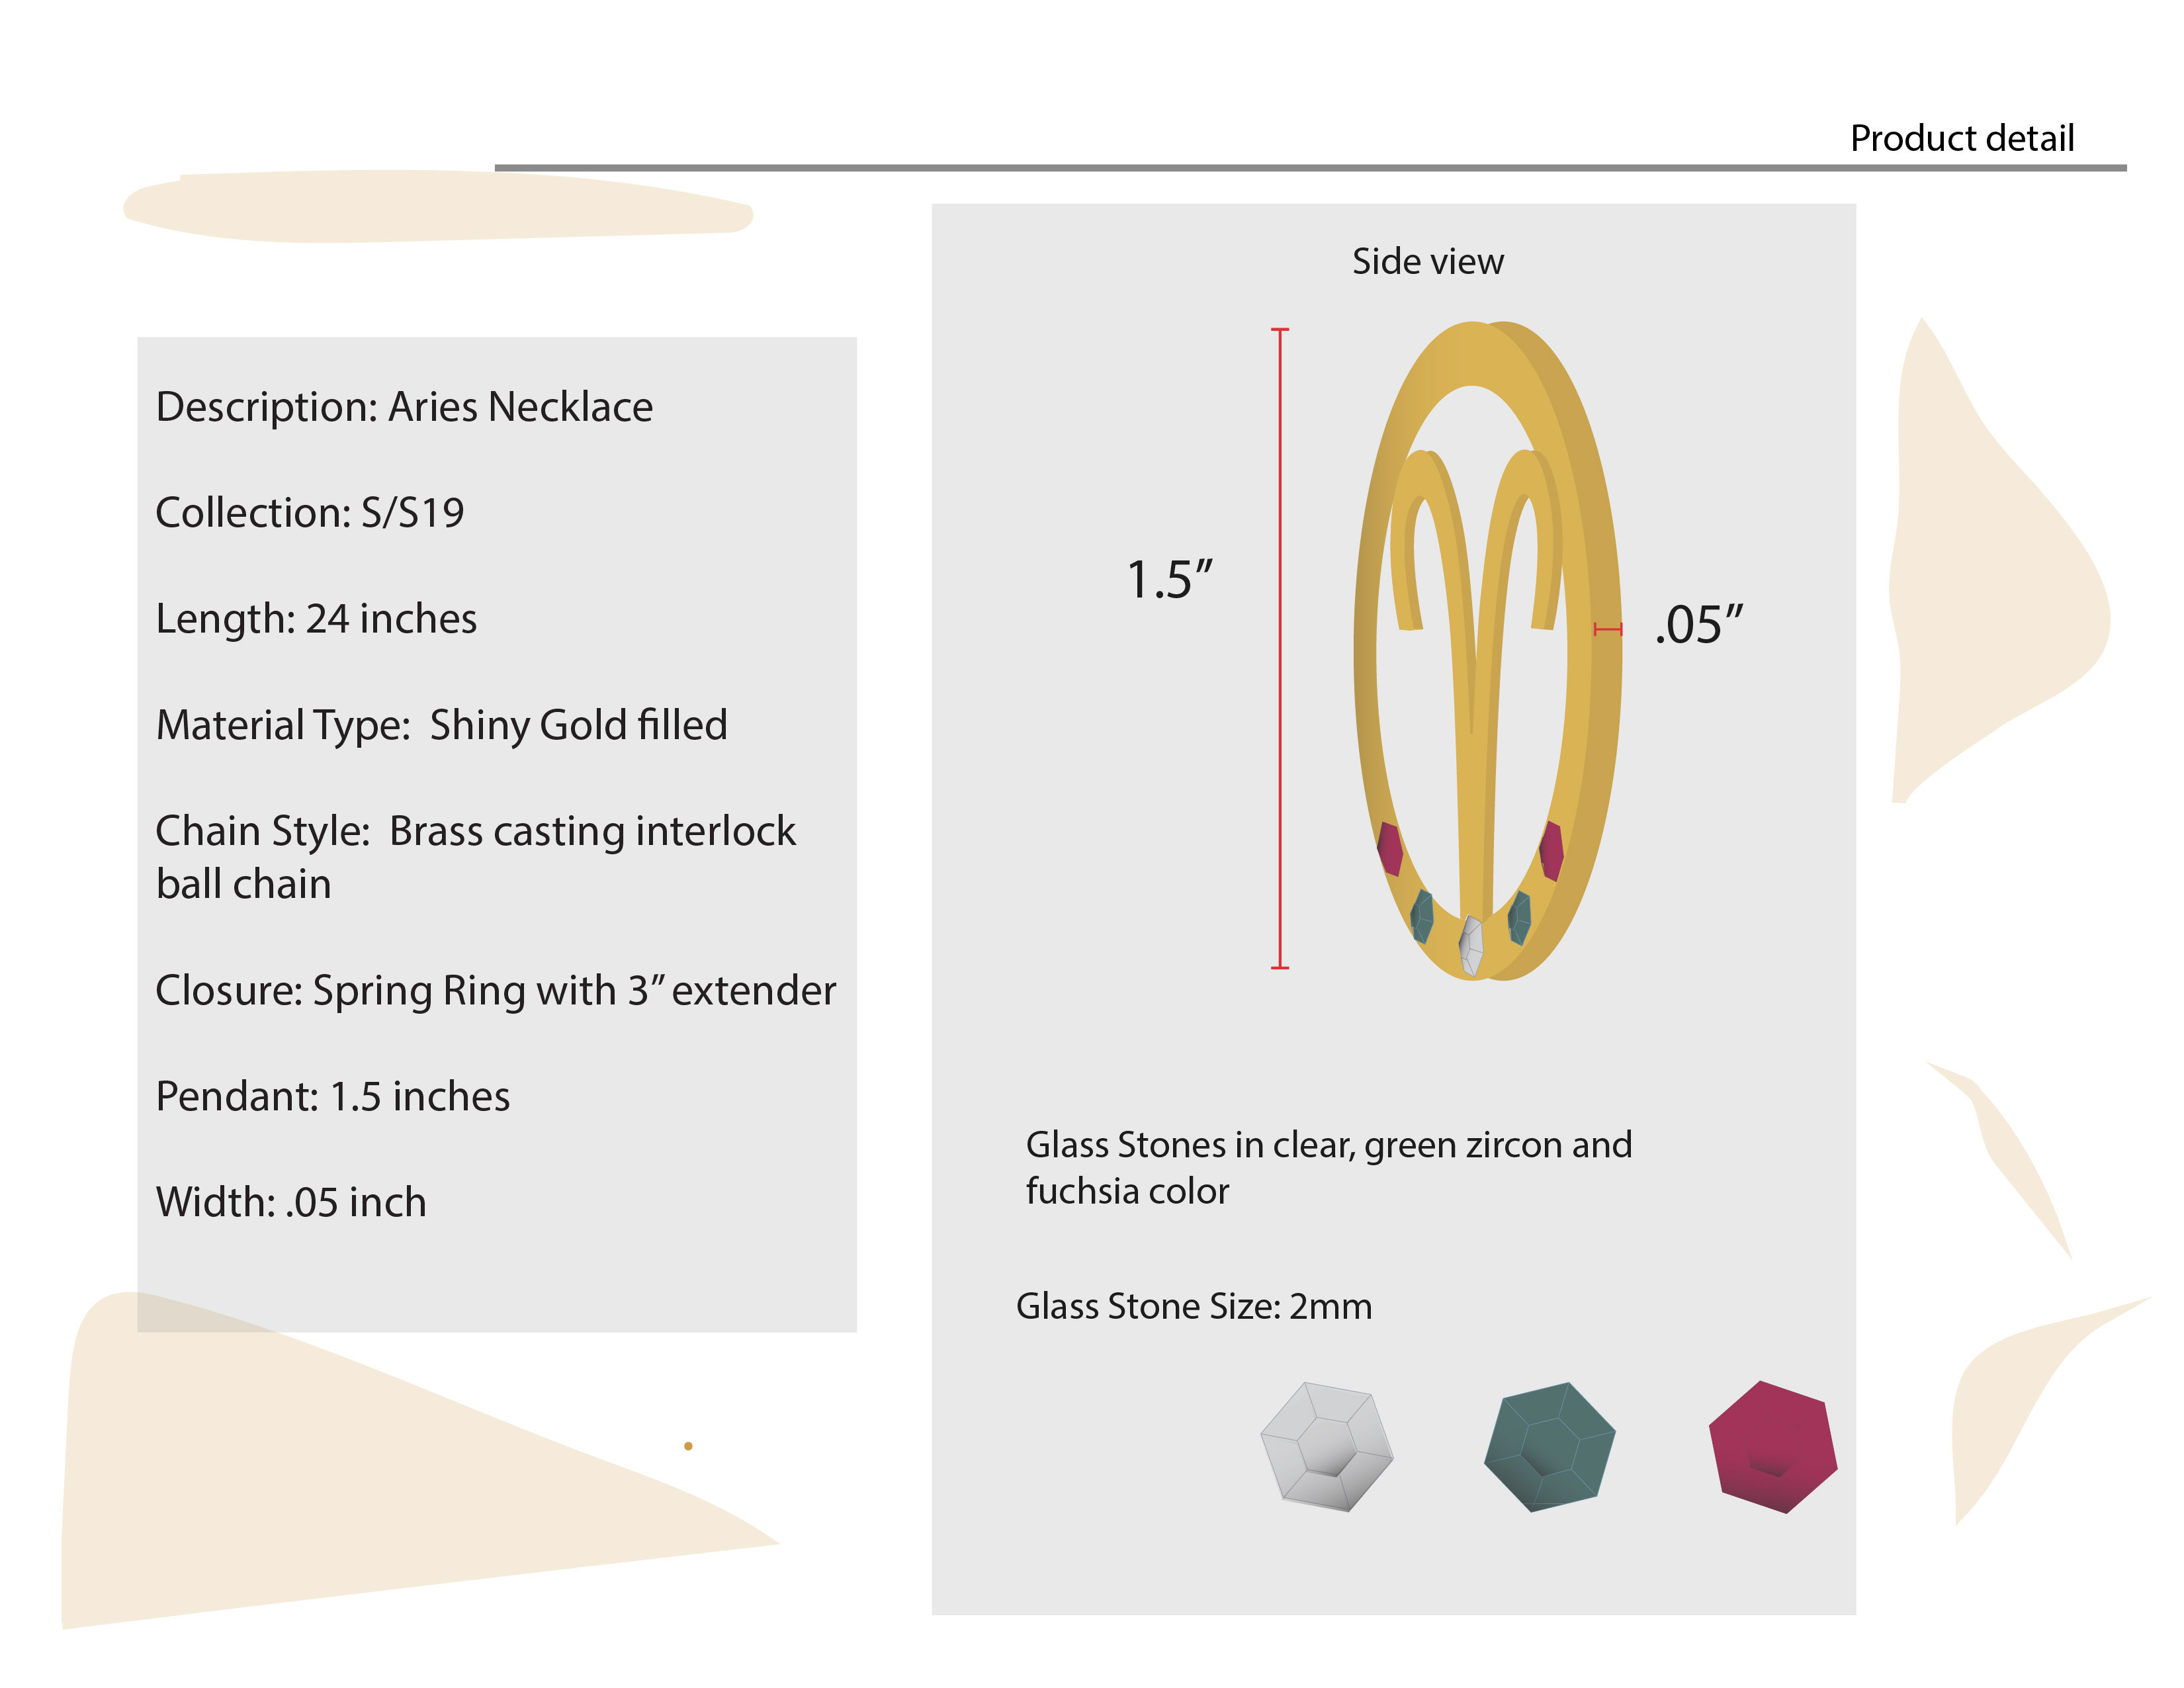 Product detail
Description: Aries Necklace
Collection: S/S19
Length: 24 inches
Material Type:  Shiny Gold filled
Chain Style:  Brass casting interlock
ball chain
Closure: Spring Ring with 3” extender
Pendant: 1.5 inches
Width: .05 inch
Side view
1.5”
.05”
Glass Stones in clear, green zircon and
fuchsia color
Glass Stone Size: 2mm